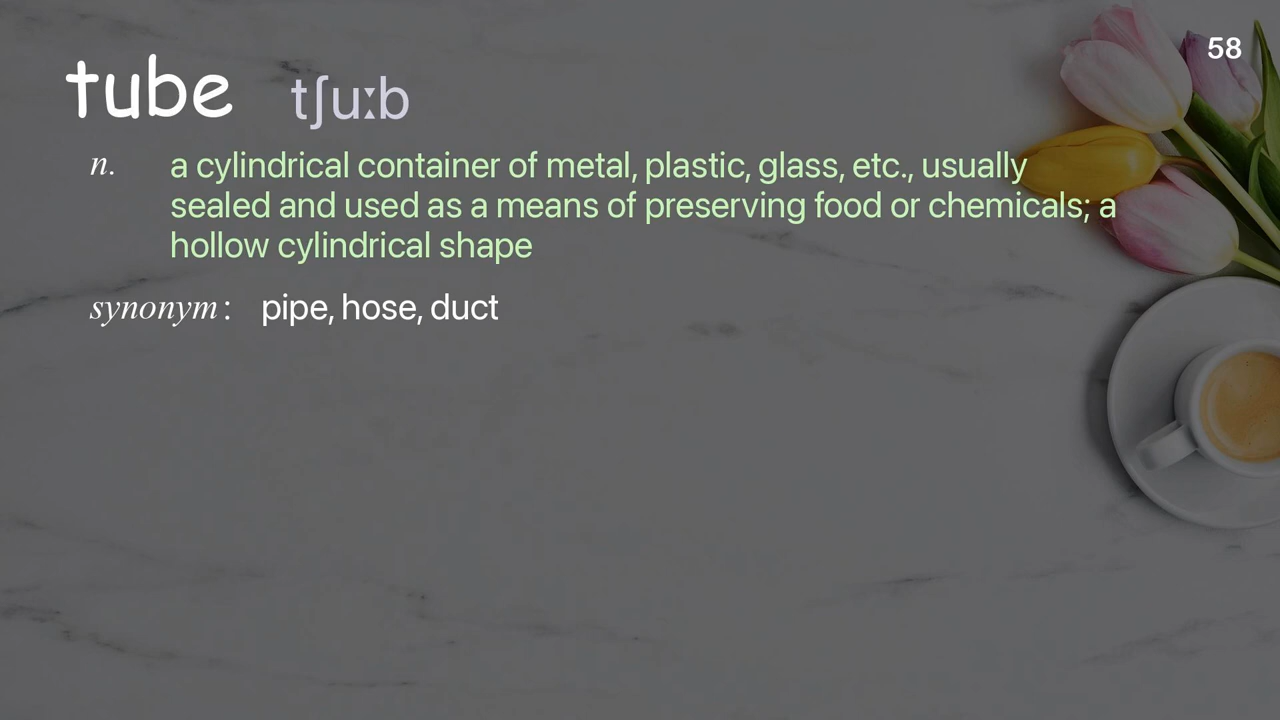 58
tube tʃuːb
n. a cylindrical container of metal, plastic, glass, etc., usually
sealed and used as a means of preserving food or chemicals; a
hollow cylindrical shape
synonym: pipe, hose, duct